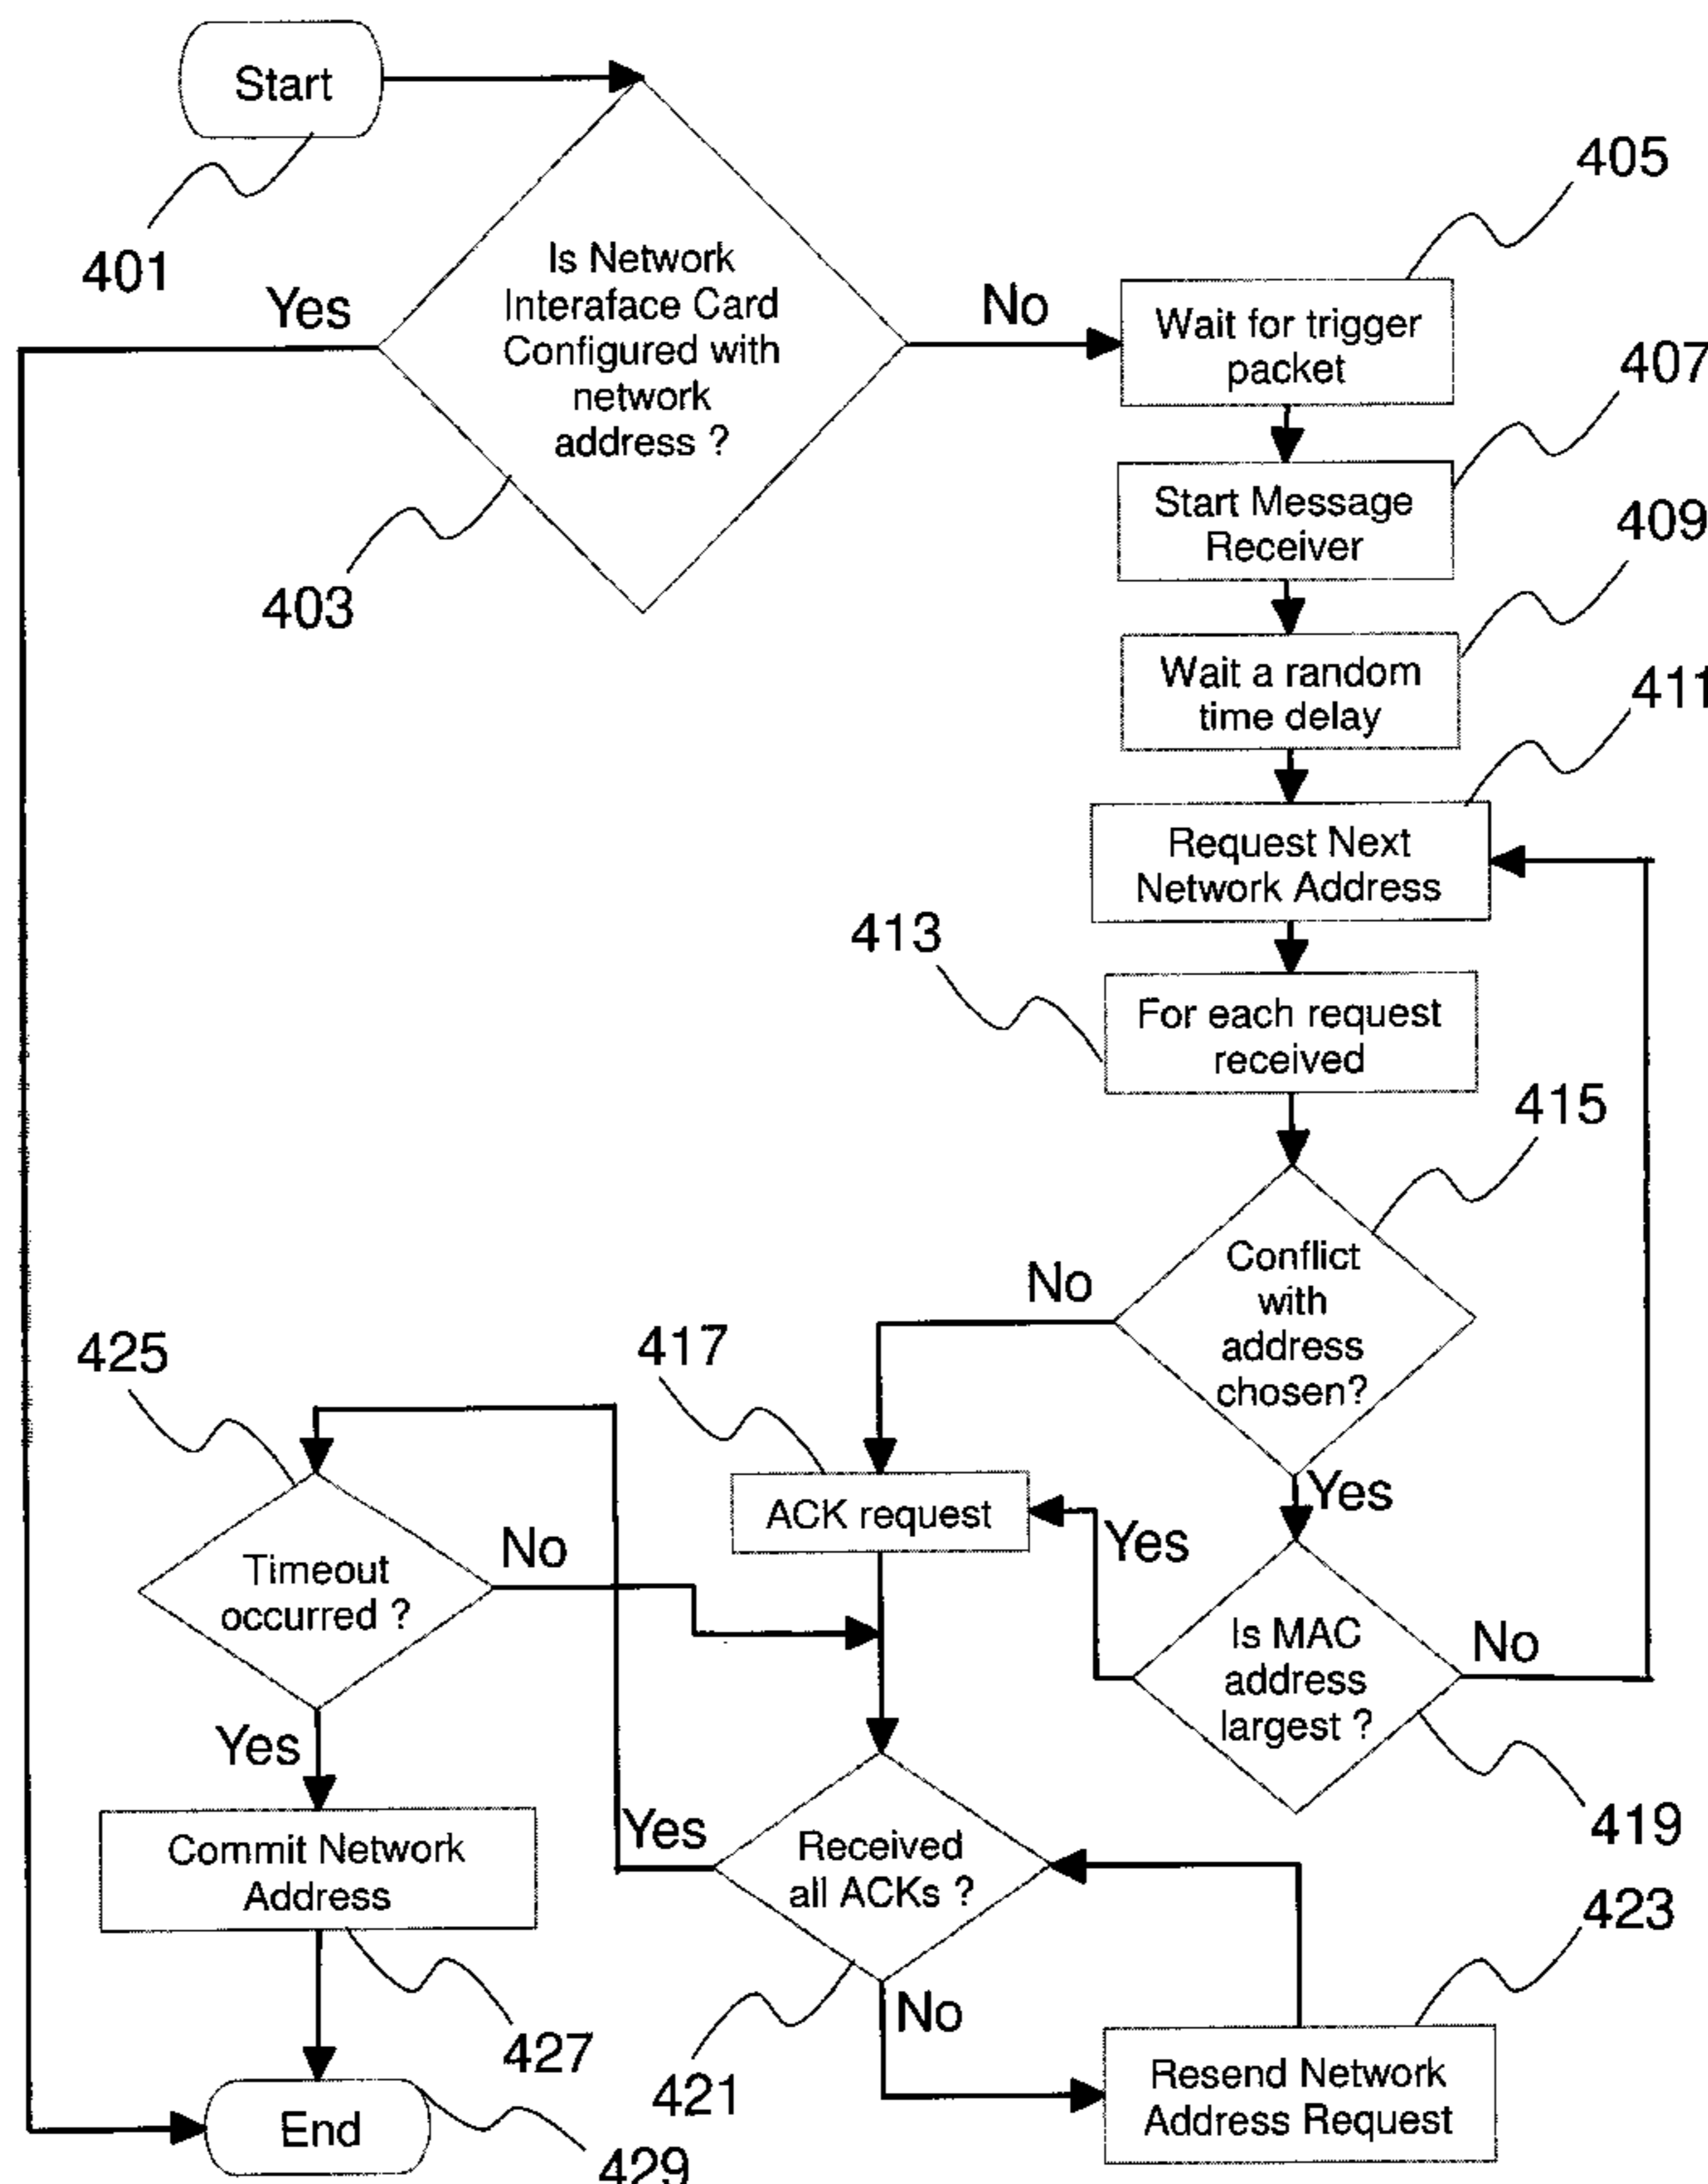 Start
401
Is Network
Interaface Card
Configured with
network
address ?
403
Yes
No
405
Wait for trigger
packet
407
Start Message
Receiver
409
Wait a random
time delay
411
Request Next
Network Address
413
For each request
received
415
Conflict
with
address
chosen?
No
Yes
417
ACK request
Yes
Is MAC
address
largest ?
No
419
425
Timeout
occurred ?
No
Yes
Commit Network
Address
427
Received
all ACKs ?
Yes
No
421
423
Resend Network
Address Request
End
429